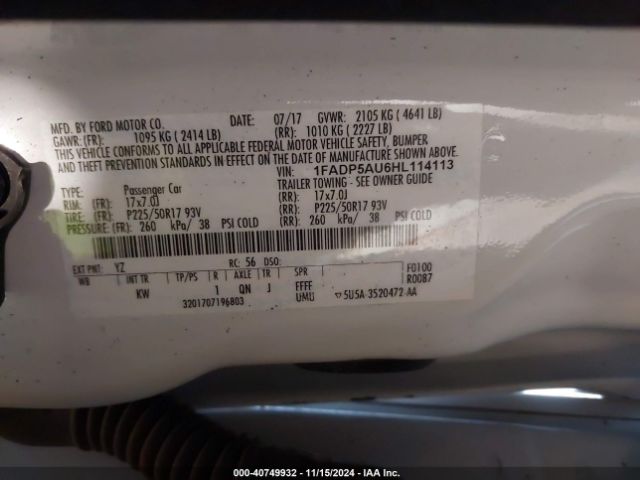 MFD. BY FORD MOTOR CO. DATE: 07/17 GVWR: 2105 KG ( 4641 LB)
GAWR: (FR): 1095 KG ( 2414 LB) (RR): 1010 KG ( 2227 LB)
THIS VEHICLE CONFORMS TO ALL APPLICABLE FEDERAL MOTOR VEHICLE SAFETY, BUMPER
AND THEFT PREVENTION STANDARDS IN EFFECT ON THE DATE OF MANUFACTURE SHOWN ABOVE.
VIN: 1FADP5AU6HL114113
TYPE: Passenger Car TRAILER TOWING - SEE OWNER GUIDE
RIM: (FR): 17x7.0J (RR): 17x7.0J
TIRE: (FR): P225/50R17 93V (RR): P225/50R17 93V
PRESSURE: (FR): 260 kPa/ 38 PSI COLD (RR): 260 kPa/ 38 PSI COLD
EXT PNT: YZ RC: 56 DSO:
WB INT TR TP/PS R AXLE TR SPR F0100
KW 1 QN J FFFF R0087
UMU
3201707196803 ▽5U5A-3520472-AA
000-40749932 - 11/15/2024 - IAA Inc.